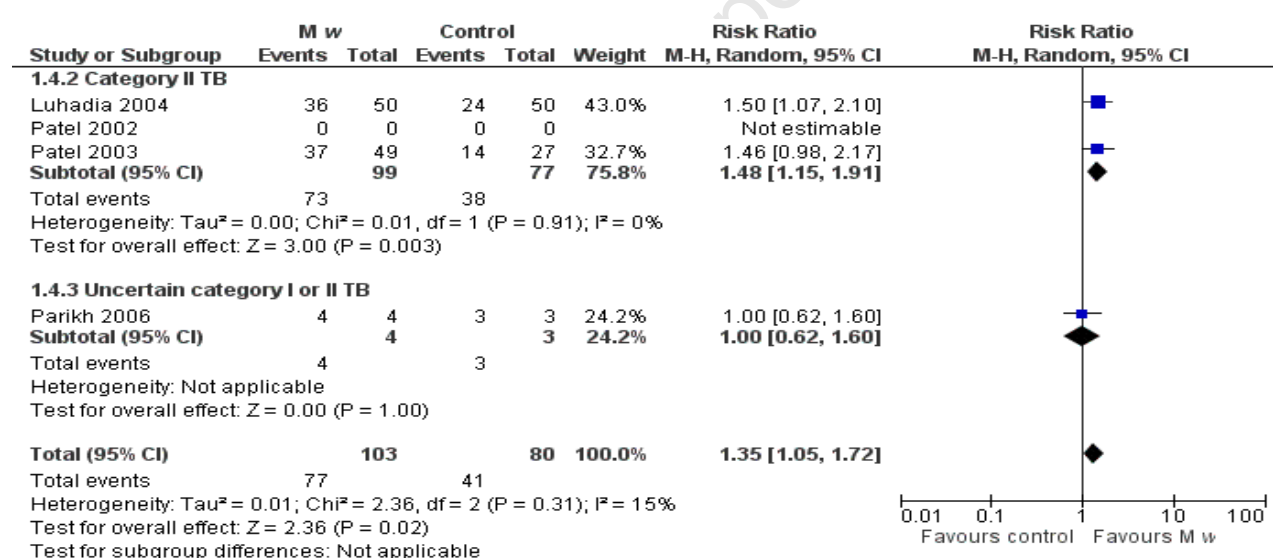 M w Control Risk Ratio Risk Ratio
Study or Subgroup Events Total Events Total Weight M-H, Random, 95% CI M-H, Random, 95% CI
1.4.2 Category II TB
Luhadia 2004 36 50 24 50 43.0% 1.50 [1.07, 2.10]
Patel 2002 0 0 0 0 Not estimable
Patel 2003 37 49 14 27 32.7% 1.46 [0.98, 2.17]
Subtotal (95% CI) 99 77 75.8% 1.48 [1.15, 1.91]
Total events 73 38
Heterogeneity: Tau² = 0.00; Chi² = 0.01, df = 1 (P = 0.91); I² = 0%
Test for overall effect: Z = 3.00 (P = 0.003)
1.4.3 Uncertain category I or II TB
Parikh 2006 4 4 3 3 24.2% 1.00 [0.62, 1.60]
Subtotal (95% CI) 4 3 24.2% 1.00 [0.62, 1.60]
Total events 4 3
Heterogeneity: Not applicable
Test for overall effect: Z = 0.00 (P = 1.00)
Total (95% CI) 103 80 100.0% 1.35 [1.05, 1.72]
Total events 77 41
Heterogeneity: Tau² = 0.01; Chi² = 2.36, df = 2 (P = 0.31); I² = 15%
Test for overall effect: Z = 2.36 (P = 0.02)
Test for subgroup differences: Not applicable
0.01 0.1 1 10 100
Favours control Favours M w